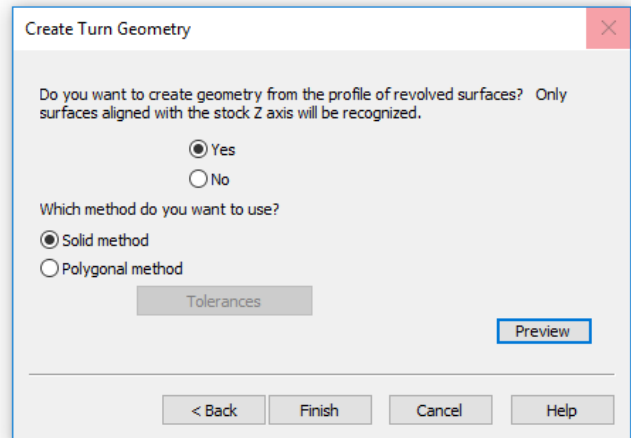 Create Turn Geometry
Do you want to create geometry from the profile of revolved surfaces? Only
surfaces aligned with the stock Z axis will be recognized.
Yes
No
Which method do you want to use?
Solid method
Polygonal method
Tolerances
Preview
< Back Finish Cancel Help